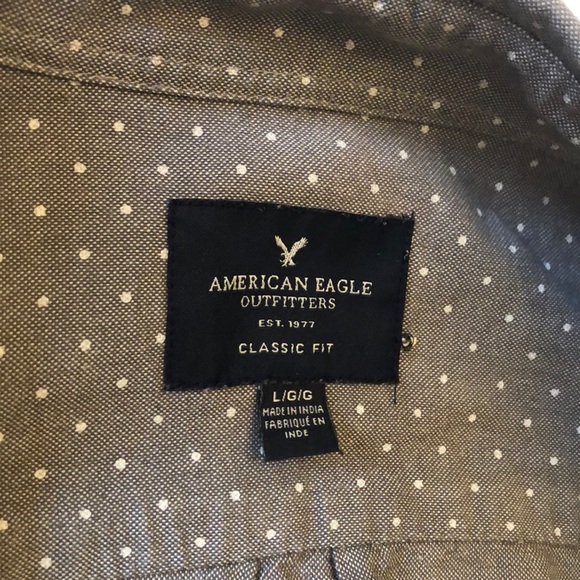 AMERICAN EAGLE
OUTFITTERS
EST. 1977
CLASSIC FIT
L/G/G
MADE IN INDIA
FABRIQUÉ EN
INDE